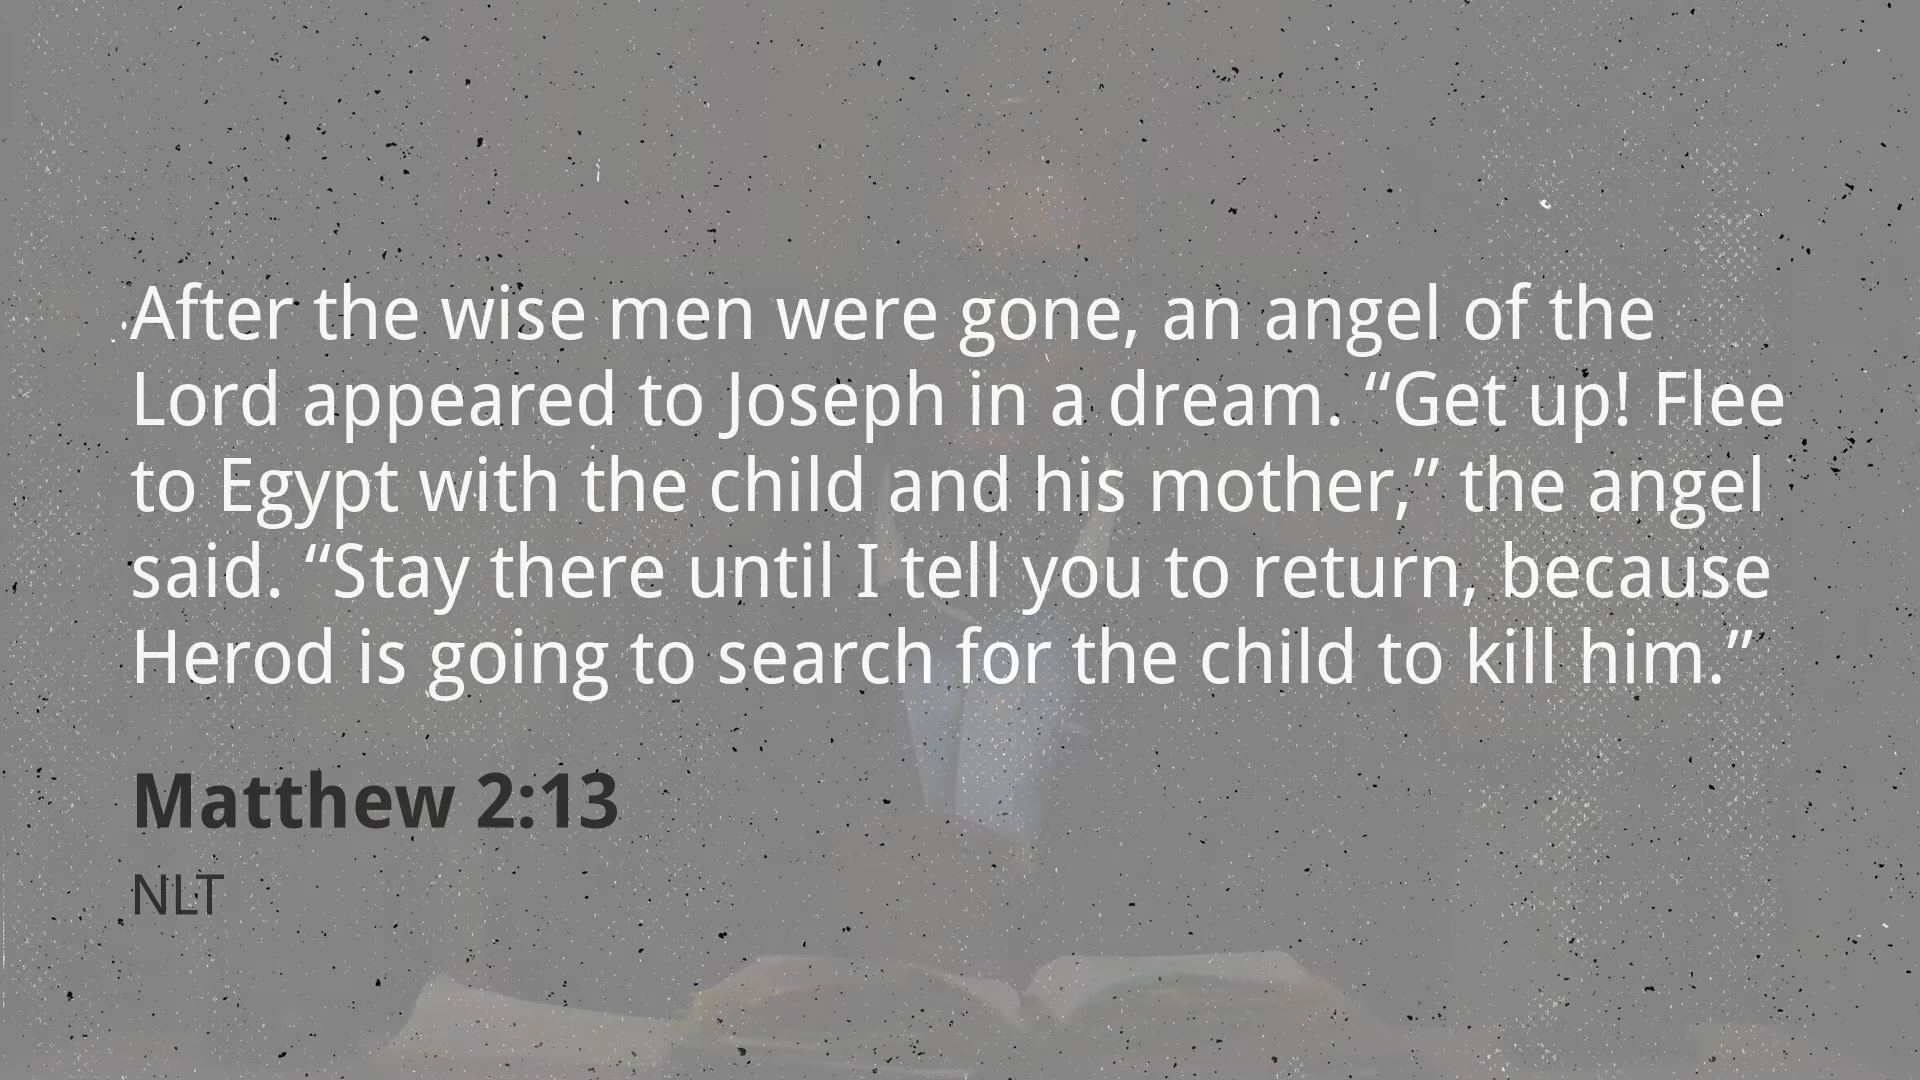 After the wise men were gone, an angel of the
Lord appeared to Joseph in a dream. “Get up! Flee
to Egypt with the child and his mother,” the angel
said. “Stay there until I tell you to return, because
Herod is going to search for the child to kill him.”
Matthew 2:13
NLT